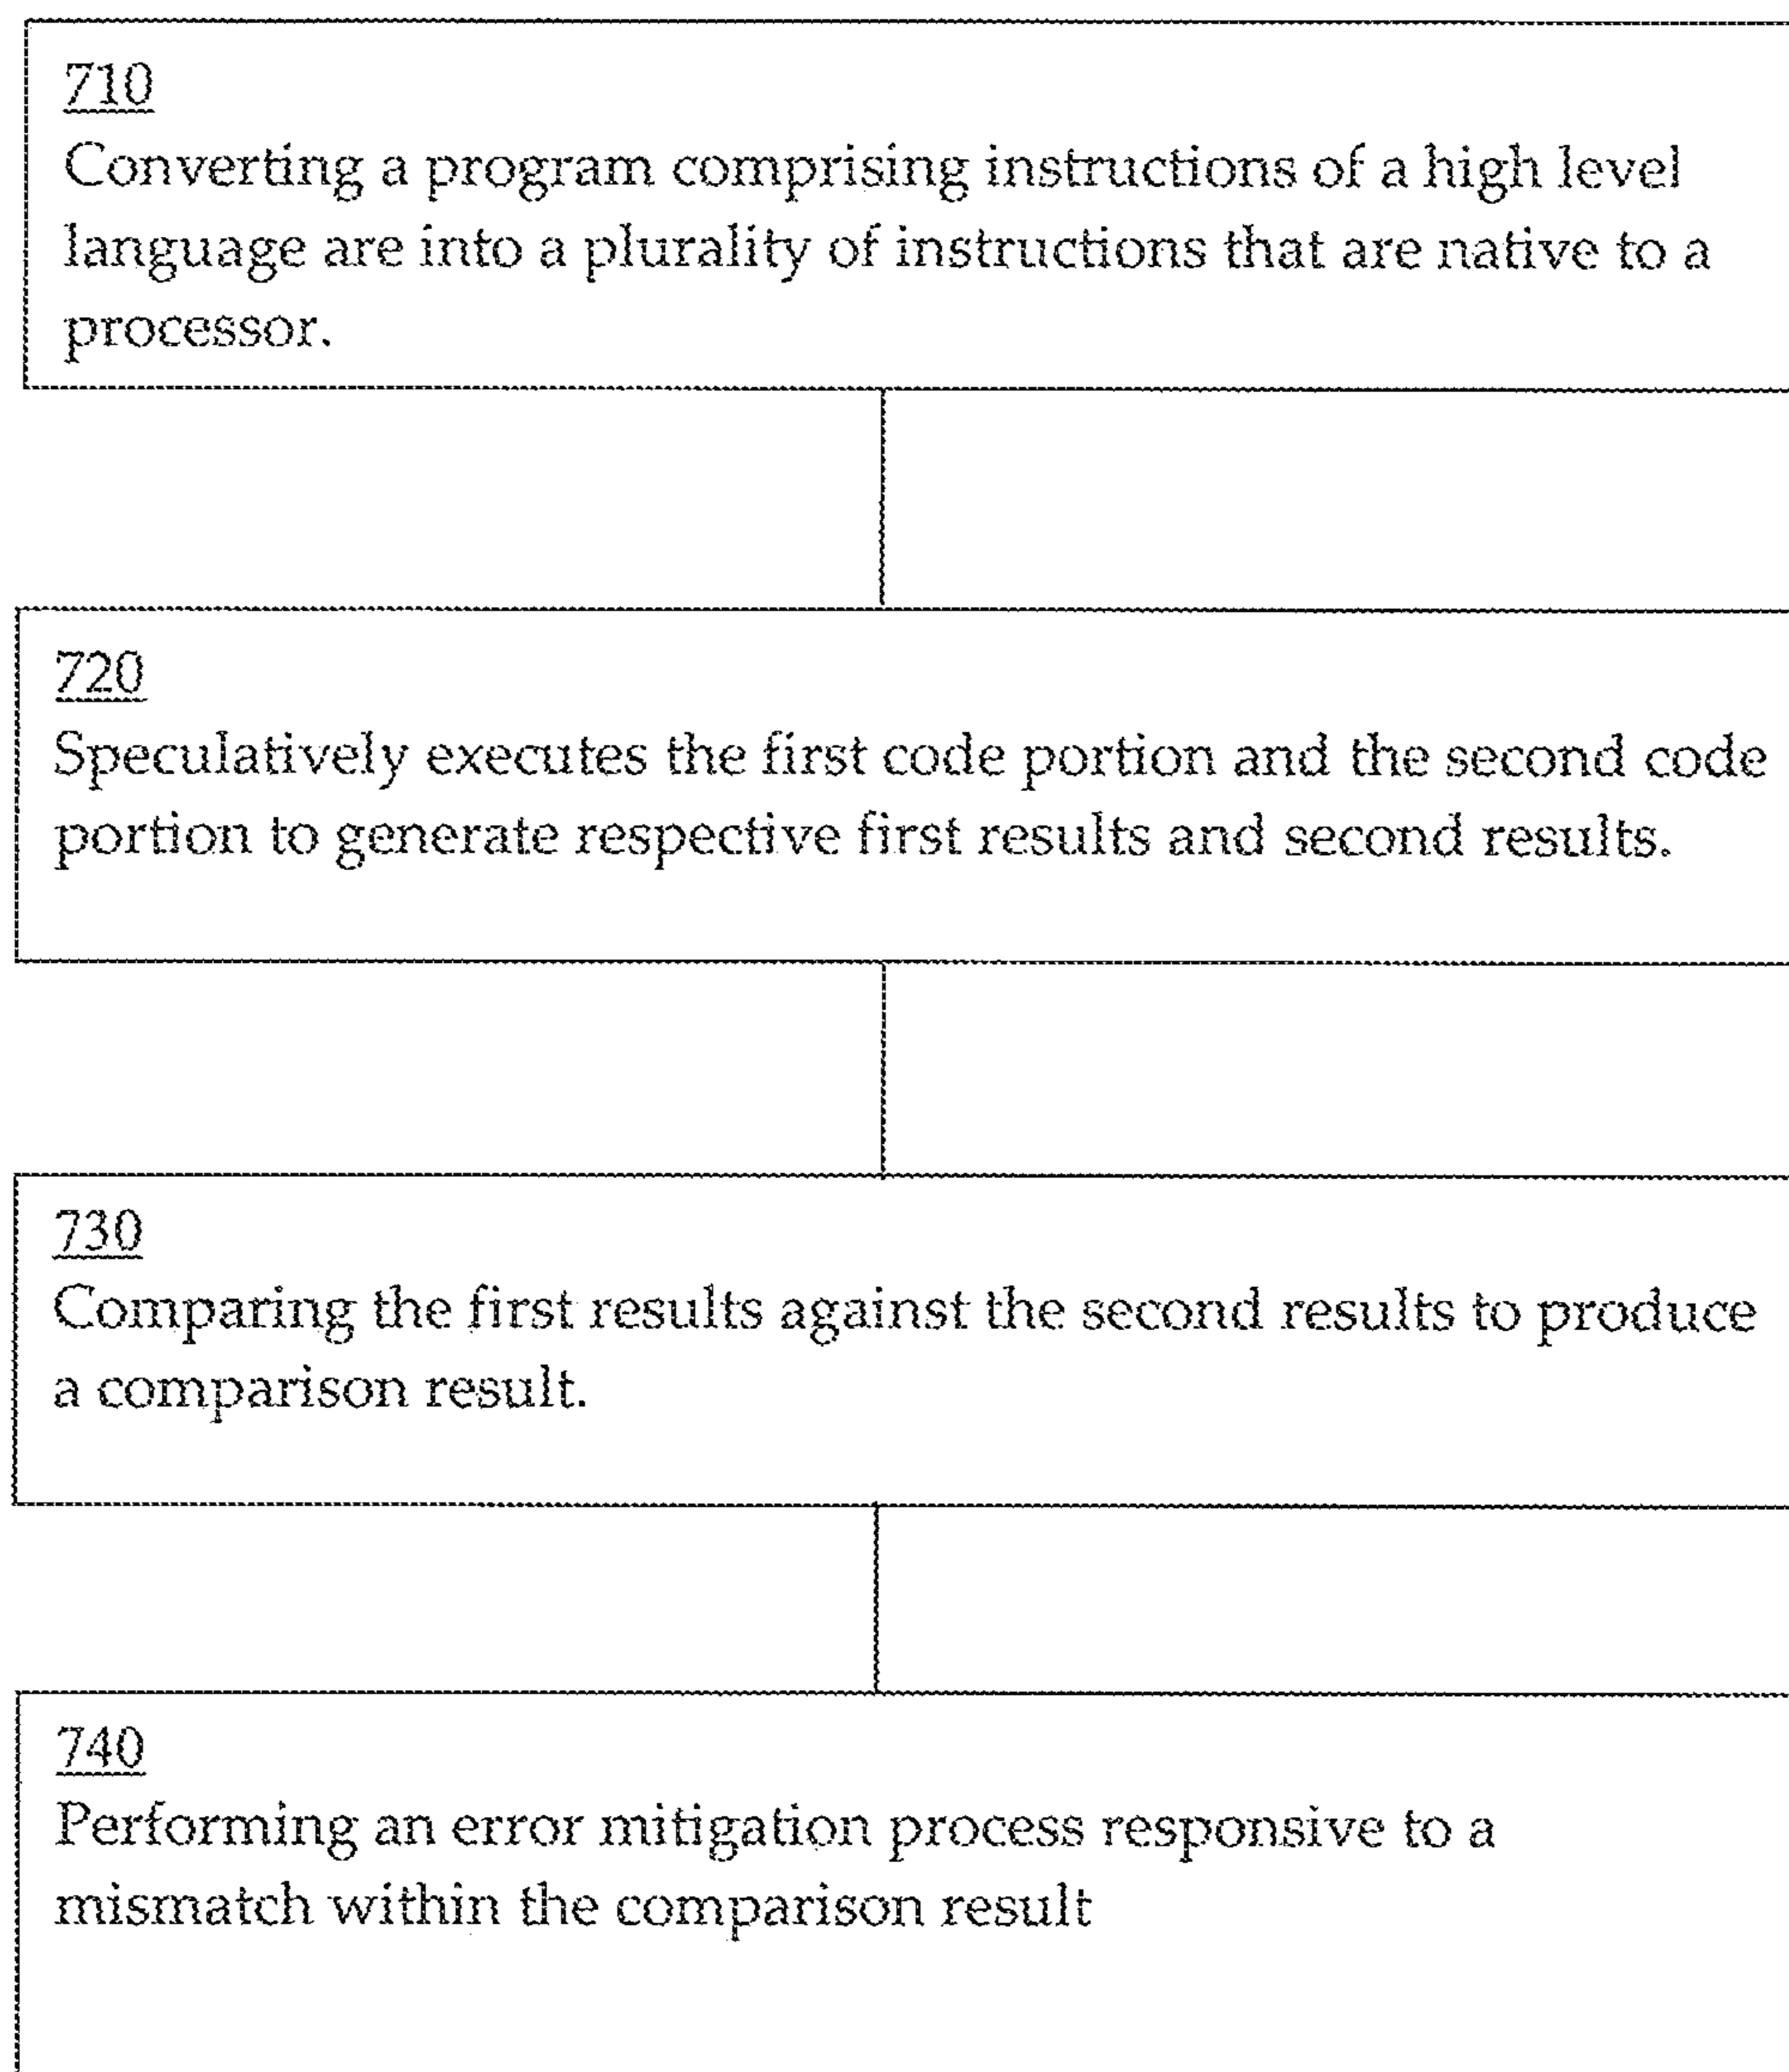 710
Converting a program comprising instructions of a high level
language are into a plurality of instructions that are native to a
processor.
720
Speculatively executes the first code portion and the second code
portion to generate respective first results and second results.
730
Comparing the first results against the second results to produce
a comparison result.
740
Performing an error mitigation process responsive to a
mismatch within the comparison result